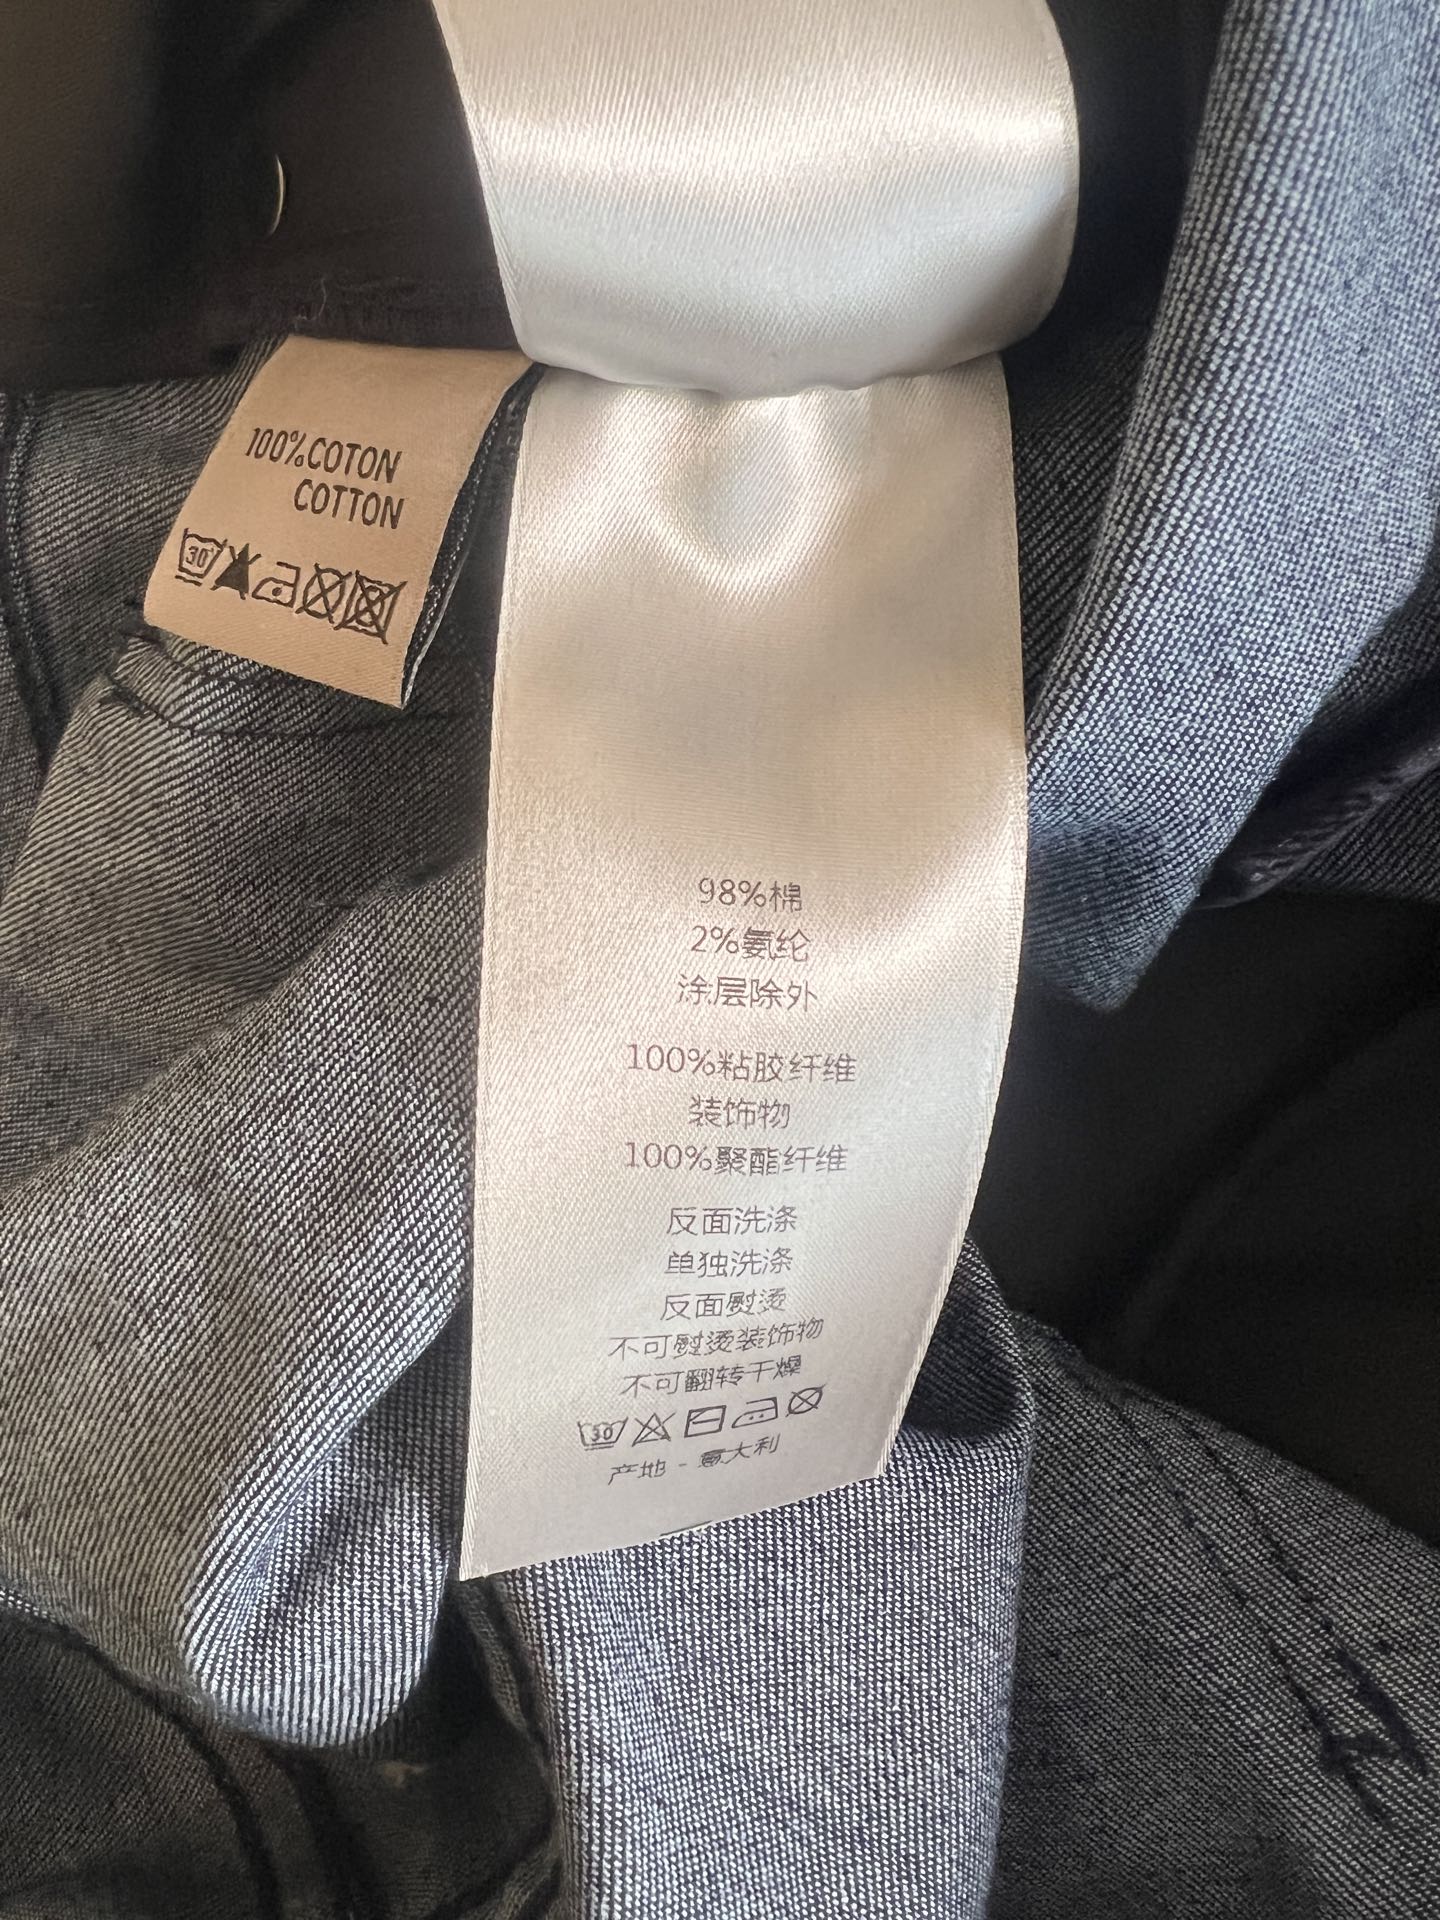 100%COTON
COTTON
30°
98%棉
2%氨纶
涂层除外
100%粘胶纤维
装饰物
100%聚酯纤维
反面洗涤
单独洗涤
反面熨烫
不可熨烫装饰物
不可翻转干燥
30°
产地 - 意大利